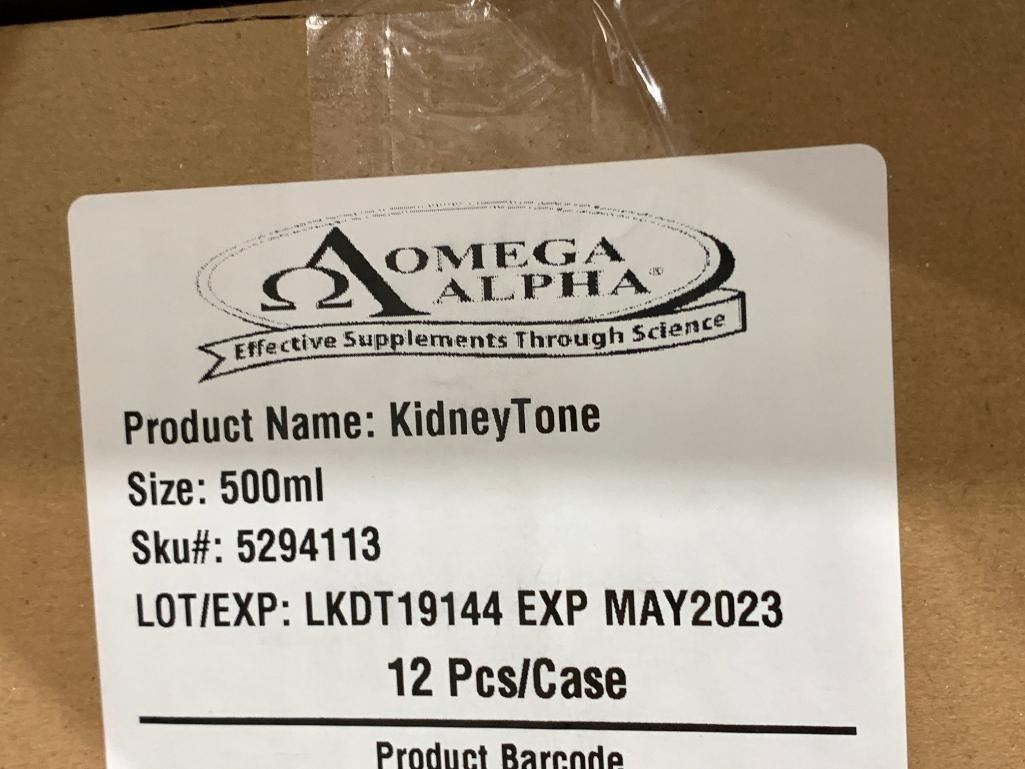 OMEGA
ALPHA®
Effective Supplements Through Science
Product Name: KidneyTone
Size: 500ml
Sku#: 5294113
LOT/EXP: LKDT19144 EXP MAY2023
12 Pcs/Case
Product Barcode